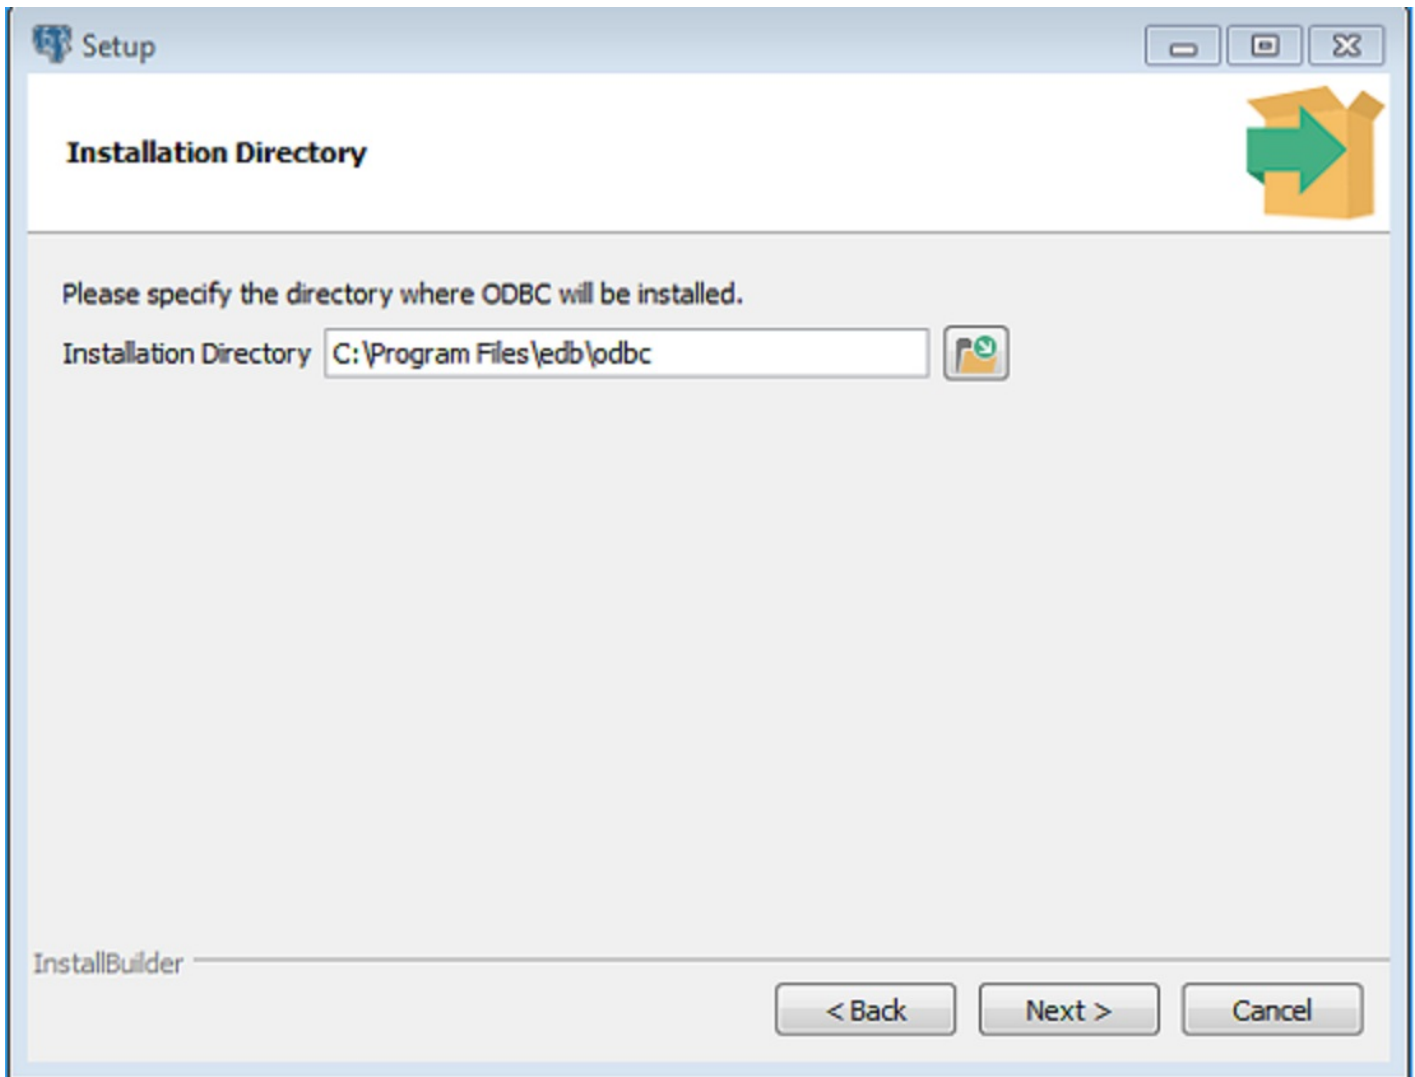 Setup
Installation Directory
Please specify the directory where ODBC will be installed.
Installation Directory C:\Program Files\edb\odbc
InstallBuilder
< Back Next > Cancel